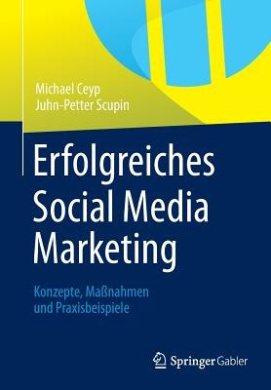 Michael Ceyp
Juhn-Petter Scupin
Erfolgreiches
Social Media
Marketing
Konzepte, Maßnahmen
und Praxisbeispiele
Springer Gabler